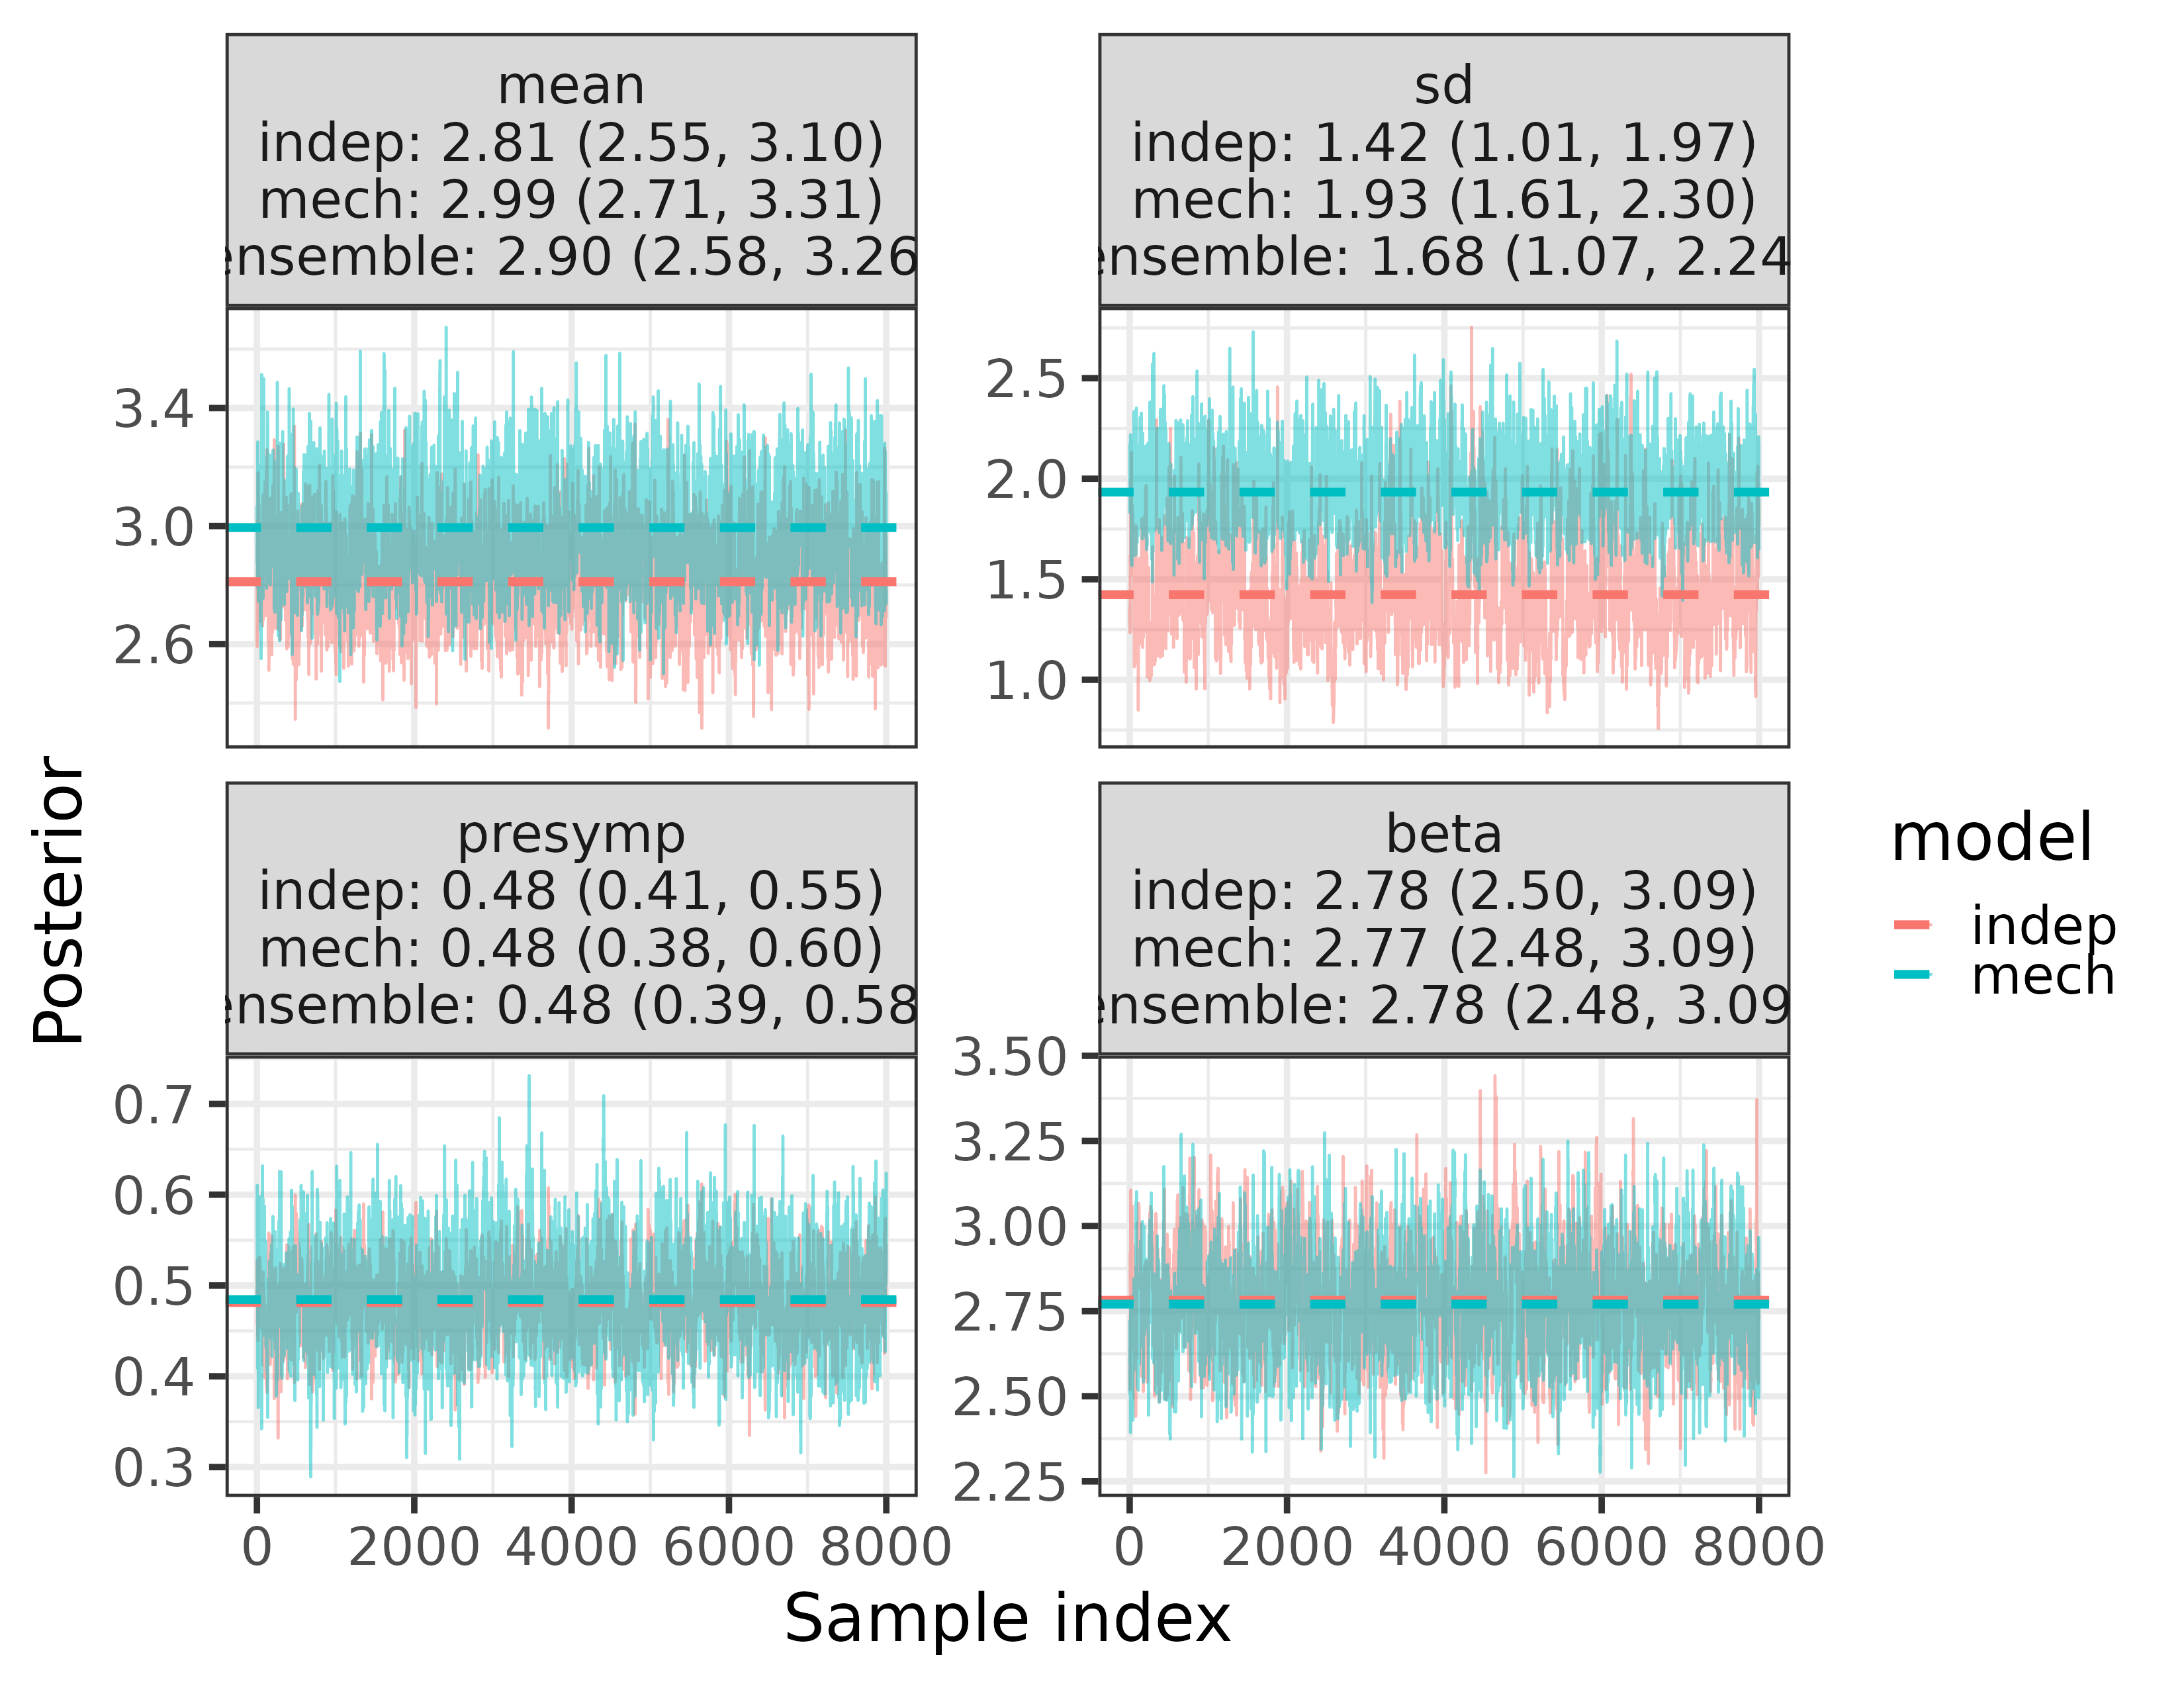 mean
indep: 2.81 (2.55, 3.10)
mech: 2.99 (2.71, 3.31)
ensemble: 2.90 (2.58, 3.26
3.4
3.0
2.6
sd
indep: 1.42 (1.01, 1.97)
mech: 1.93 (1.61, 2.30)
ensemble: 1.68 (1.07, 2.24
2.5
2.0
1.5
1.0
Posterior
presymp
indep: 0.48 (0.41, 0.55)
mech: 0.48 (0.38, 0.60)
ensemble: 0.48 (0.39, 0.58
0.7
0.6
0.5
0.4
0.3
0 2000 4000 6000 8000
beta
indep: 2.78 (2.50, 3.09)
mech: 2.77 (2.48, 3.09)
ensemble: 2.78 (2.48, 3.09
3.50
3.25
3.00
2.75
2.50
2.25
0 2000 4000 6000 8000
Sample index
model
indep
mech